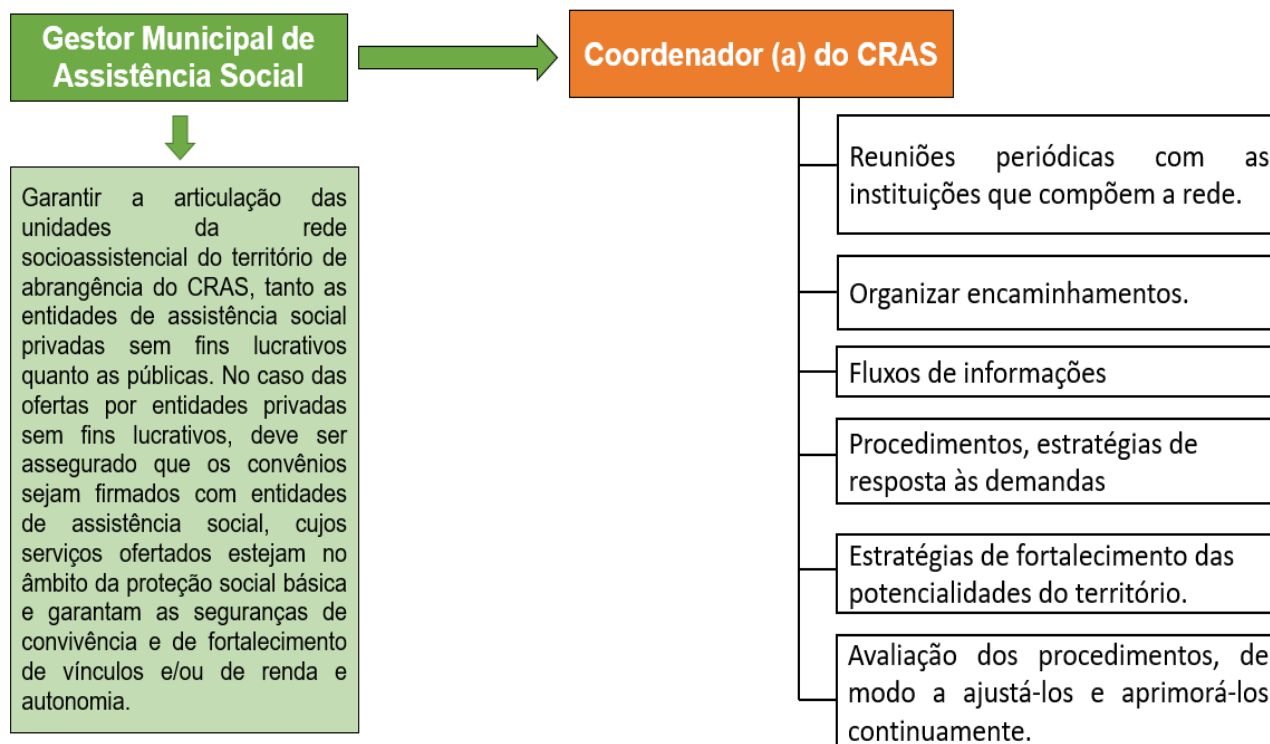 Gestor Municipal de
Assistência Social
Coordenador (a) do CRAS
Garantir a articulação das
unidades da rede
socioassistencial do território de
abrangência do CRAS, tanto as
entidades de assistência social
privadas sem fins lucrativos
quanto as públicas. No caso das
ofertas por entidades privadas
sem fins lucrativos, deve ser
assegurado que os convênios
sejam firmados com entidades
de assistência social, cujos
serviços ofertados estejam no
âmbito da proteção social básica
e garantam as seguranças de
convivência e de fortalecimento
de vínculos e/ou de renda e
autonomia.
Reuniões periódicas com as
instituições que compõem a rede.
Organizar encaminhamentos.
Fluxos de informações
Procedimentos, estratégias de
resposta às demandas
Estratégias de fortalecimento das
potencialidades do território.
Avaliação dos procedimentos, de
modo a ajustá-los e aprimorá-los
continuamente.